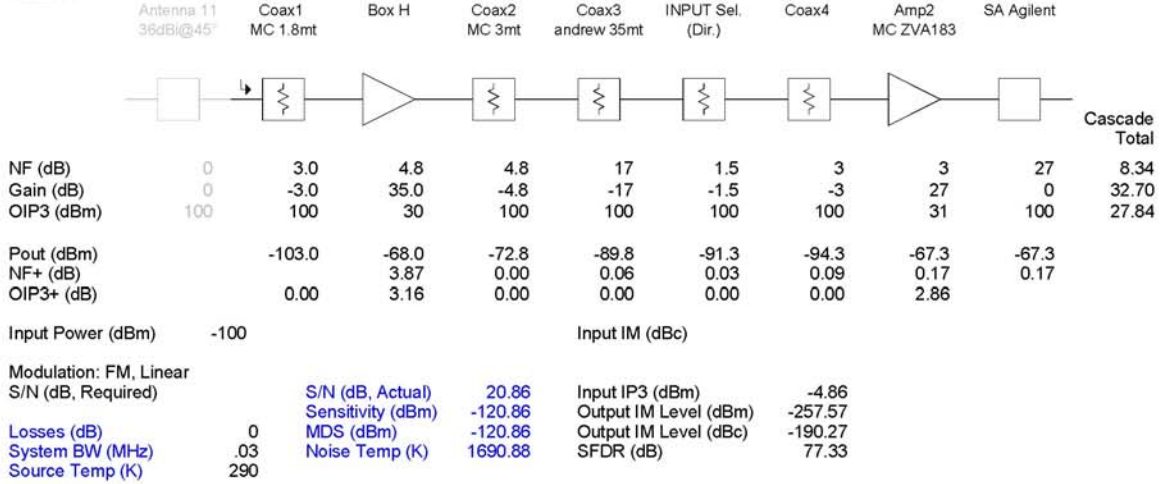 Antenna 11 Coax1 Box H Coax2 Coax3 INPUT Sel. Coax4 Amp2 SA Agilent
36dBi@45° MC 1.8mt MC 3mt andrew 35mt (Dir.) MC ZVA183
Cascade
Total
NF (dB) 0 3.0 4.8 4.8 17 1.5 3 3 27 8.34
Gain (dB) 0 -3.0 35.0 -4.8 -17 -1.5 -3 27 0 32.70
OIP3 (dBm) 100 100 30 100 100 100 100 31 100 27.84
Pout (dBm) -103.0 -68.0 -72.8 -89.8 -91.3 -94.3 -67.3 -67.3
NF+ (dB) 3.87 0.00 0.06 0.03 0.09 0.17 0.17
OIP3+ (dB) 0.00 3.16 0.00 0.00 0.00 0.00 2.86
Input Power (dBm) -100 Input IM (dBc)
Modulation: FM, Linear
S/N (dB, Required) S/N (dB, Actual) 20.86 Input IP3 (dBm) -4.86
Sensitivity (dBm) -120.86 Output IM Level (dBm) -257.57
Losses (dB) 0 MDS (dBm) -120.86 Output IM Level (dBc) -190.27
System BW (MHz) .03 Noise Temp (K) 1690.88 SFDR (dB) 77.33
Source Temp (K) 290